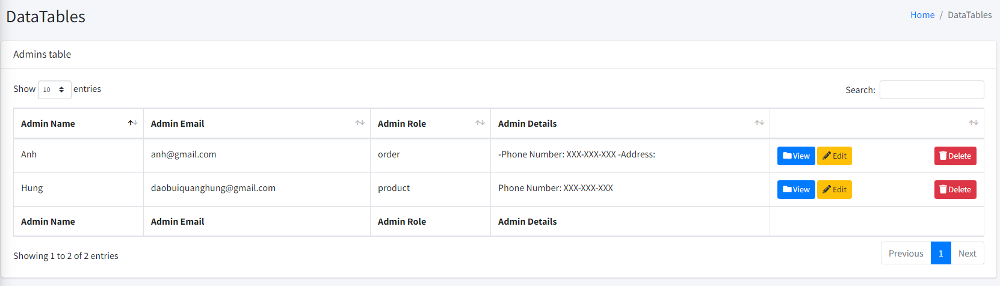 DataTables
Home / DataTables
Admins table
Show 10 entries
Search:
Admin Name Admin Email Admin Role Admin Details
Anh anh@gmail.com order -Phone Number: XXX-XXX-XXX -Address: View Edit Delete
Hung daobuiquanghung@gmail.com product Phone Number: XXX-XXX-XXX View Edit Delete
Admin Name Admin Email Admin Role Admin Details
Showing 1 to 2 of 2 entries
Previous 1 Next